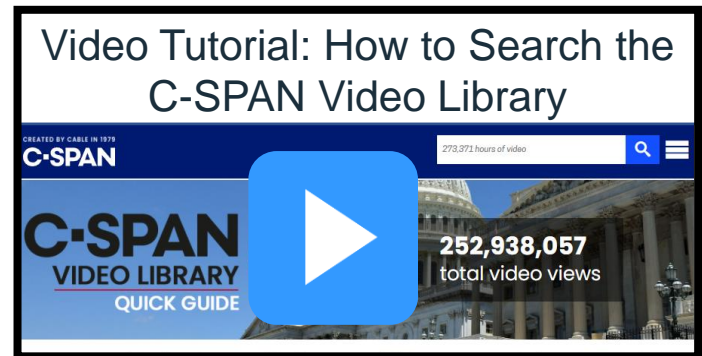 Video Tutorial: How to Search the
C-SPAN Video Library
CREATED BY CABLE IN 1979
C·SPAN
273,371 hours of video
C·SPAN
VIDEO LIBRARY
QUICK GUIDE
252,938,057
total video views